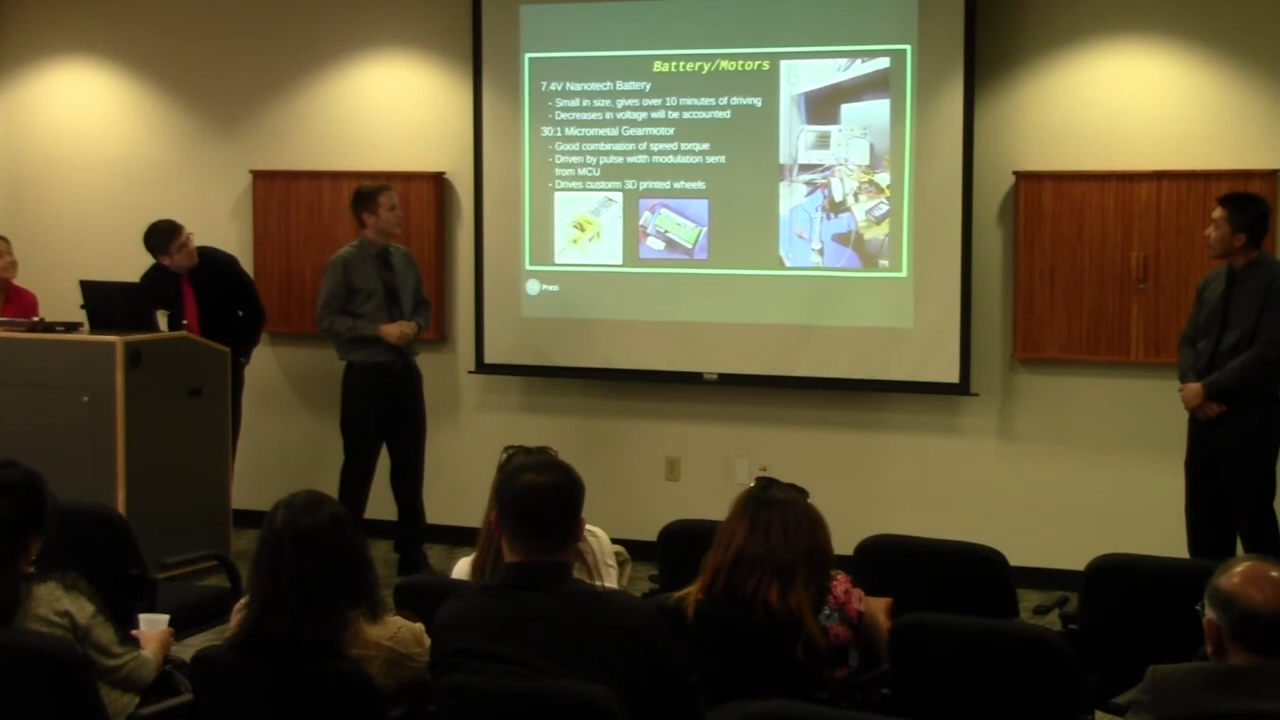 Battery/Motors
7.4V Nanotech Battery
- Small in size, gives over 10 minutes of driving
- Decreases in voltage will be accounted
30:1 Micrometal Gearmotor
- Good combination of speed torque
- Driven by pulse width modulation sent
from MCU
- Drives custom 3D printed wheels
Prezi